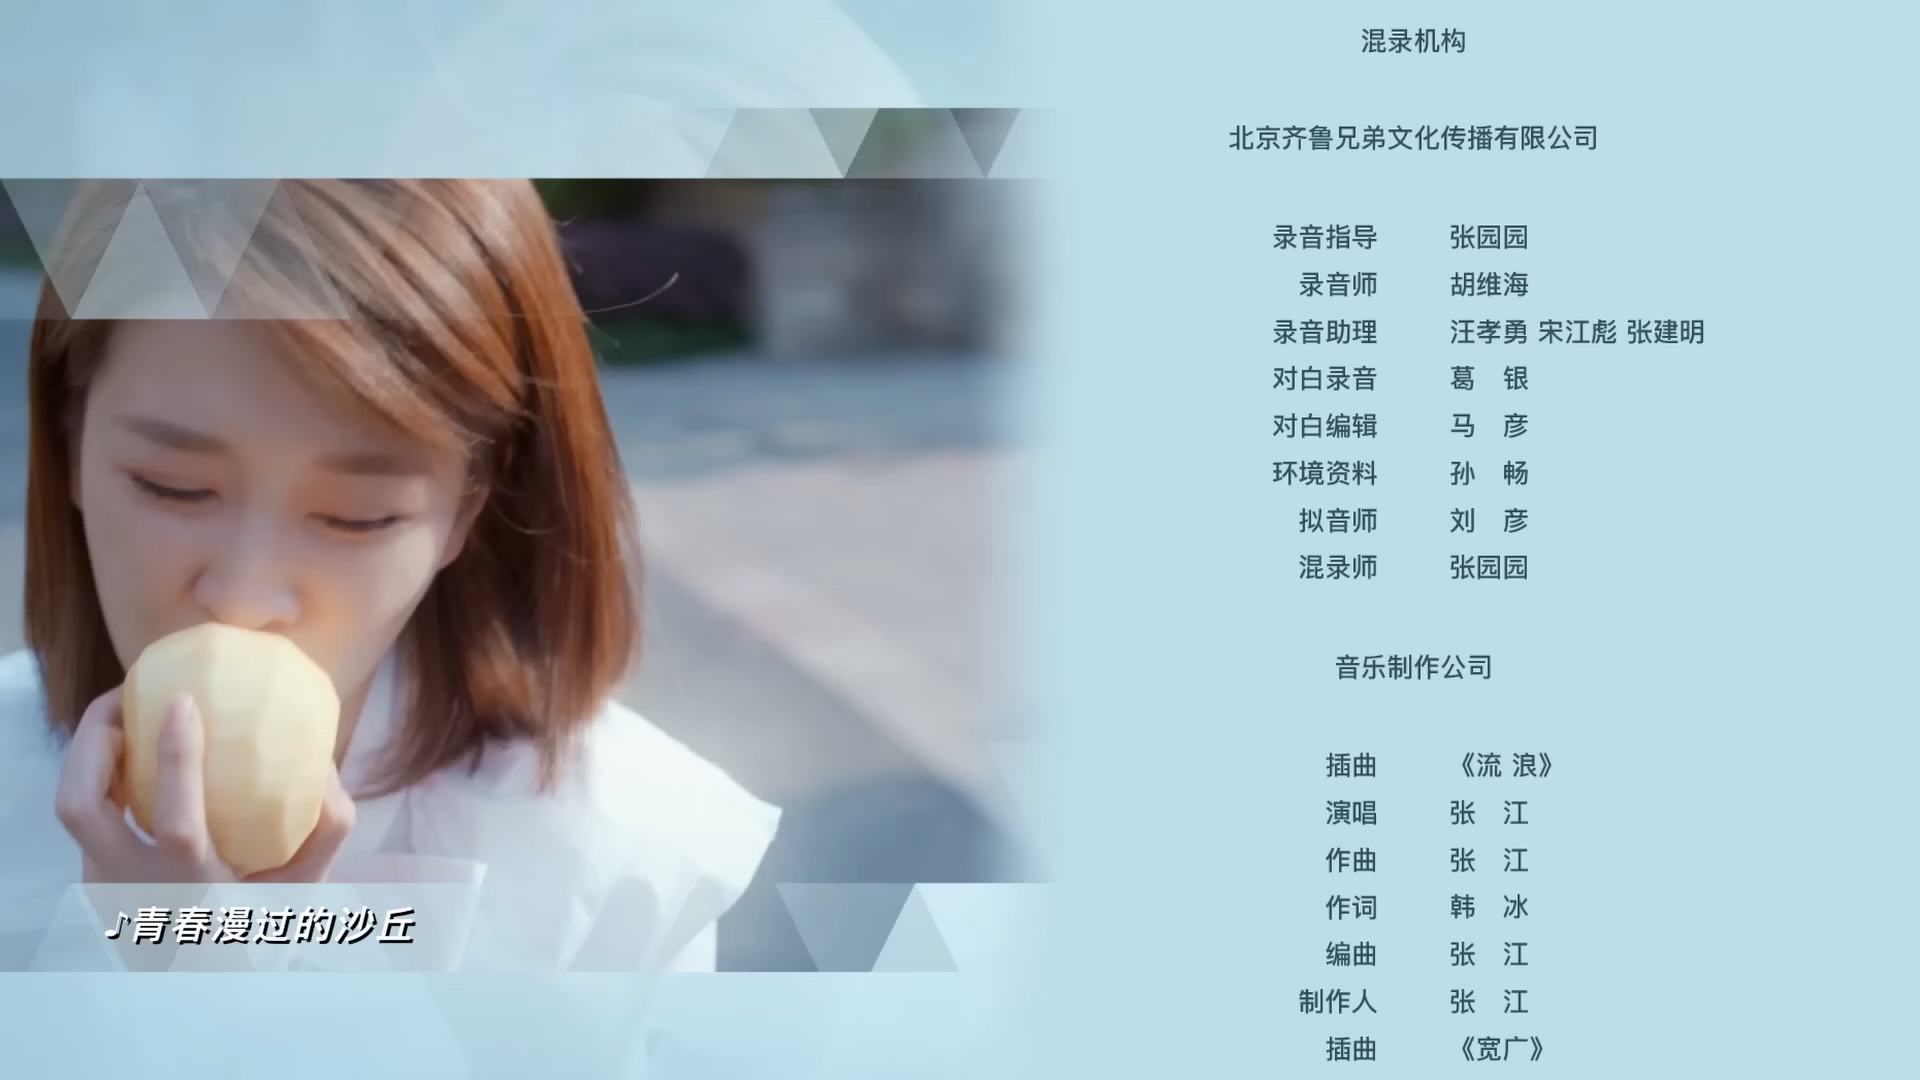 混录机构
北京齐鲁兄弟文化传播有限公司
录音指导 张园园
录音师 胡维海
录音助理 汪孝勇 宋江彪 张建明
对白录音 葛 银
对白编辑 马 彦
环境资料 孙 畅
拟音师 刘 彦
混录师 张园园
音乐制作公司
插曲 《流 浪》
演唱 张 江
作曲 张 江
作词 韩 冰
编曲 张 江
制作人 张 江
插曲 《宽广》
♪青春漫过的沙丘